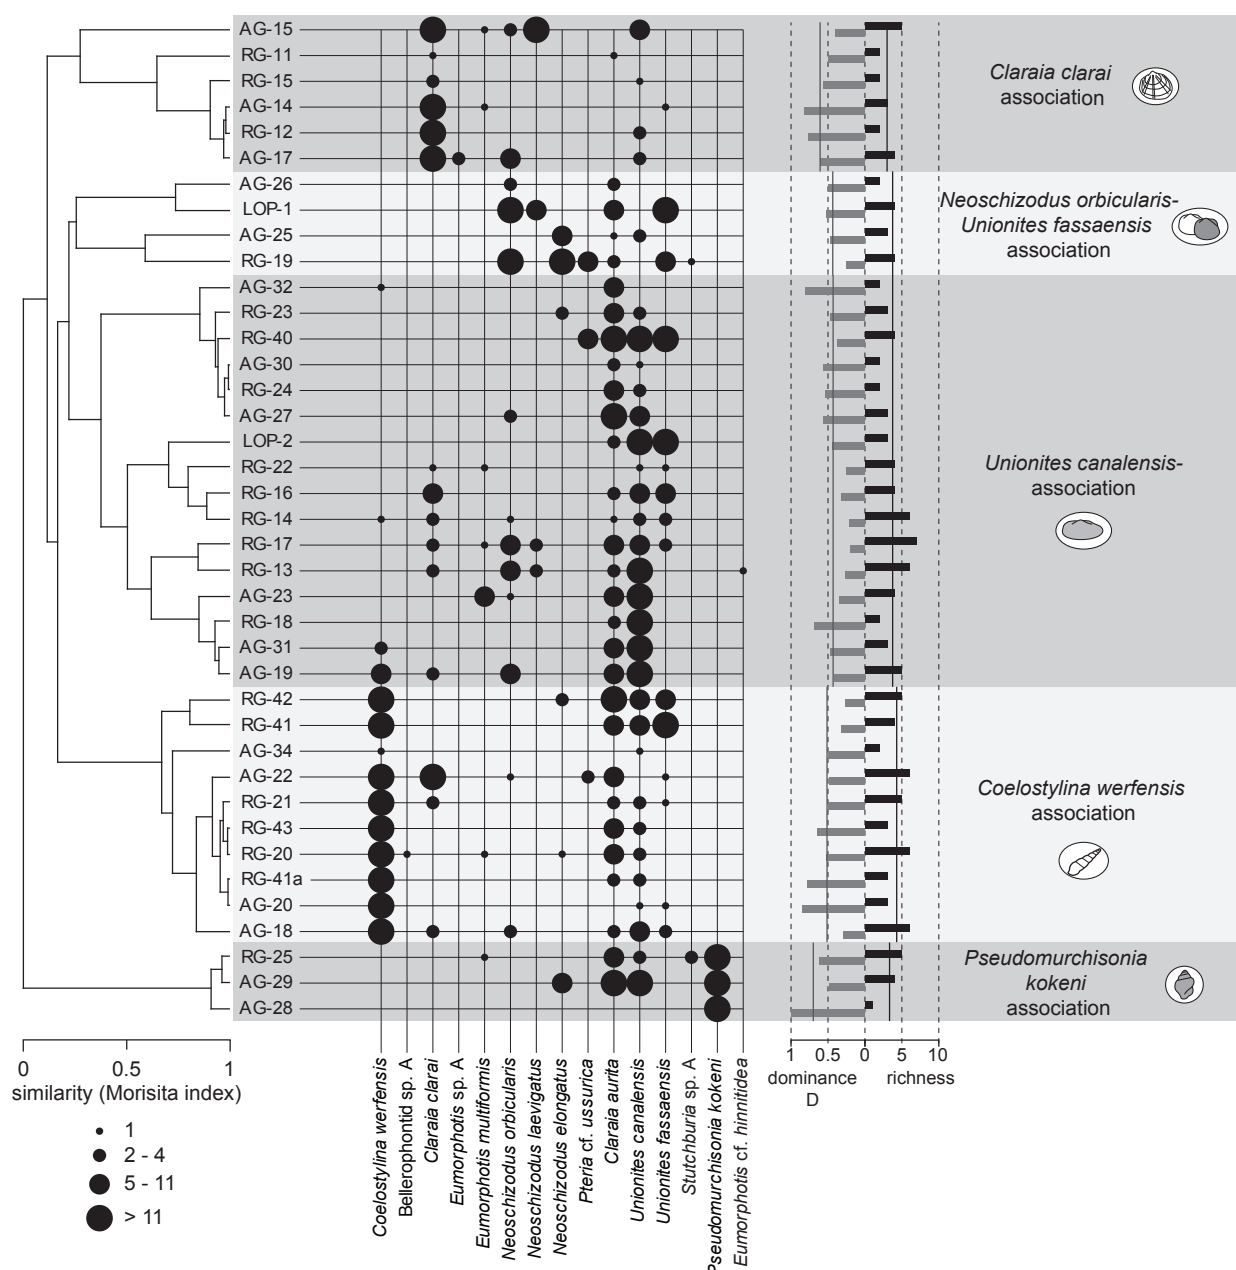 AG-15
RG-11
RG-15
AG-14
RG-12
AG-17
Claraia clarai
association
AG-26
LOP-1
AG-25
RG-19
Neoschizodus orbicularis-
Unionites fassaensis
association
AG-32
RG-23
RG-40
AG-30
RG-24
AG-27
LOP-2
RG-22
RG-16
RG-14
RG-17
RG-13
AG-23
RG-18
AG-31
AG-19
Unionites canalensis-
association
RG-42
RG-41
AG-34
AG-22
RG-21
RG-43
RG-20
RG-41a
AG-20
AG-18
Coelostylina werfensis
association
RG-25
AG-29
AG-28
Pseudomurchisonia
kokeni
association
0 0.5 1
similarity (Morisita index)
1
2 - 4
5 - 11
> 11
Coelostylina werfensis
Bellerophontid sp. A
Claraia clarai
Eumorphotis sp. A
Eumorphotis multiformis
Neoschizodus orbicularis
Neoschizodus laevigatus
Neoschizodus elongatus
Pteria cf. ussurica
Claraia aurita
Unionites canalensis
Unionites fassaensis
Stutchburia sp. A
Pseudomurchisonia kokeni
Eumorphotis cf. hinnitidea
1 0.5 0 5 10
dominance richness
D